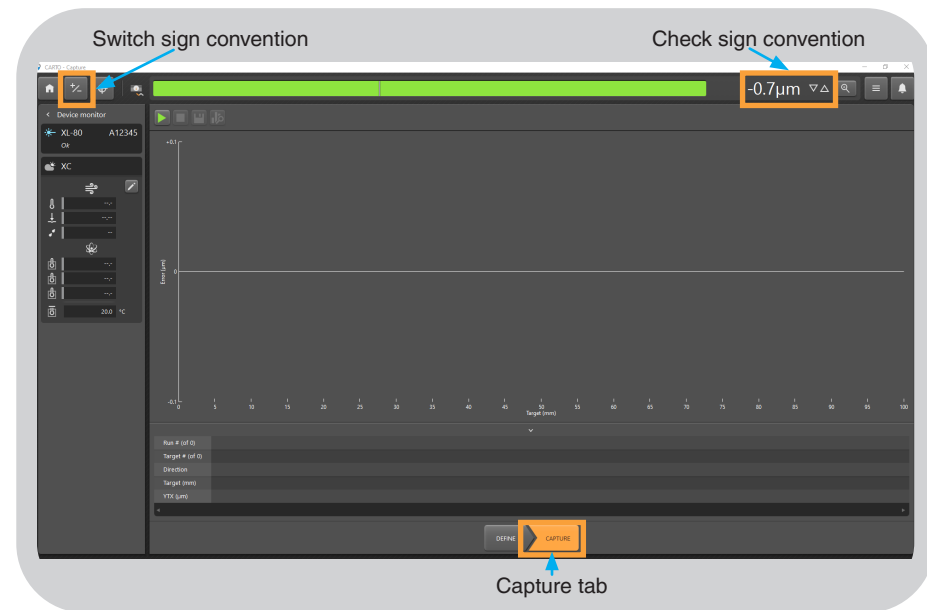 Switch sign convention
Check sign convention
CARTO - Capture
+/-
-0.7µm
Device monitor
XL-80 A12345
Ok
XC
--.-
--.--
--
--.-
--.-
--.-
20.0 °C
+0.1
Error (µm)
0
-0.1
0 5 10 15 20 25 30 35 40 45 50 55 60 65 70 75 80 85 90 95 100
Target (mm)
Run # (of 0)
Target # (of 0)
Direction
Target (mm)
YTX (µm)
DEFINE CAPTURE
Capture tab